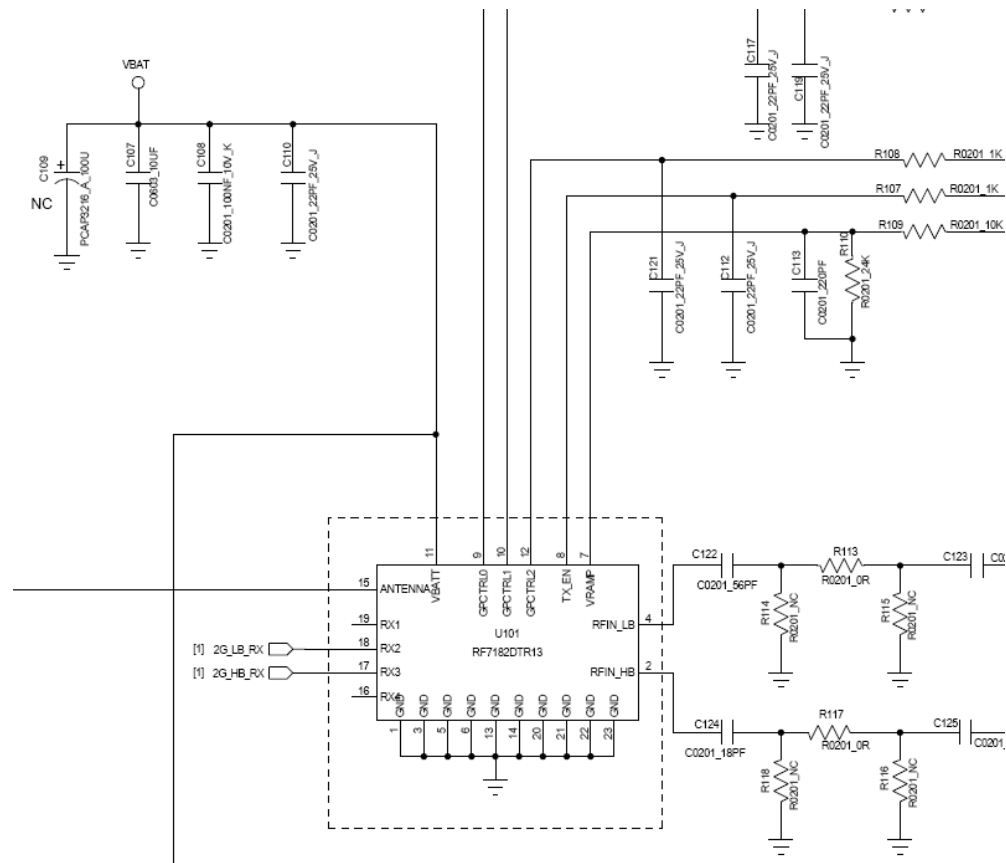 VBAT
C109
+
NC
PCAP3216_A_100U
C107
C0603_10UF
C108
C0201_100NF_10V_K
C110
C0201_22PF_25V_J
C117
C0201_22PF_25V_J
C119
C0201_22PF_25V_J
R108
R0201_1K
R107
R0201_1K
R109
R0201_10K
C121
C0201_22PF_25V_J
C112
C0201_22PF_25V_J
C113
C0201_220PF
R110
R0201_24K
11
9
10
12
8
7
VBATT
GPCTRL0
GPCTRL1
GPCTRL2
TX_EN
VRAMP
15
ANTENNA
19
RX1
18
RX2
17
RX3
16
RX4
[1] 2G_LB_RX
[1] 2G_HB_RX
U101
RF7182DTR13
RFIN_LB
4
RFIN_HB
2
GND
GND
GND
GND
GND
GND
GND
GND
GND
GND
1
3
5
6
13
14
20
21
22
23
C122
C0201_56PF
R113
R0201_0R
C123
R114
R0201_NC
R115
R0201_NC
C124
C0201_18PF
R117
R0201_0R
C125
C0201_
R118
R0201_NC
R116
R0201_NC